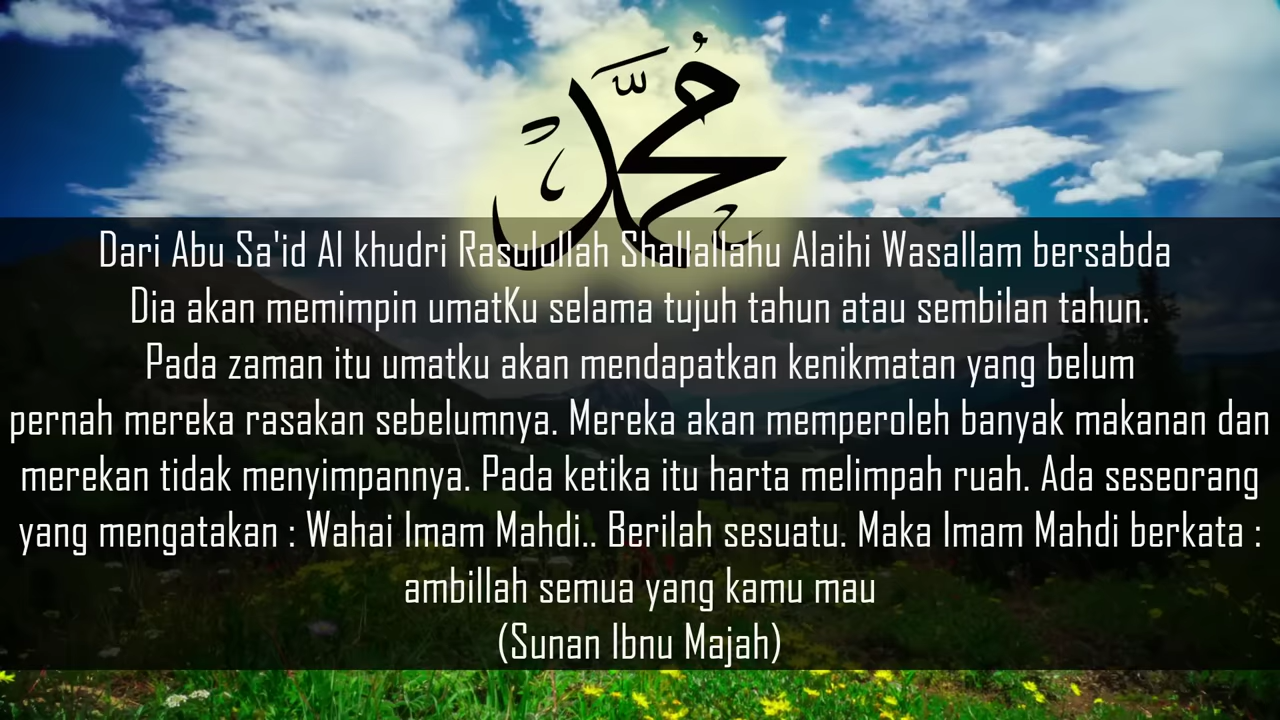 مُحَمَّد
Dari Abu Sa'id Al khudri Rasulullah Shallallahu Alaihi Wasallam bersabda
Dia akan memimpin umatKu selama tujuh tahun atau sembilan tahun.
Pada zaman itu umatku akan mendapatkan kenikmatan yang belum
pernah mereka rasakan sebelumnya. Mereka akan memperoleh banyak makanan dan
merekan tidak menyimpannya. Pada ketika itu harta melimpah ruah. Ada seseorang
yang mengatakan : Wahai Imam Mahdi.. Berilah sesuatu. Maka Imam Mahdi berkata :
ambillah semua yang kamu mau
(Sunan Ibnu Majah)